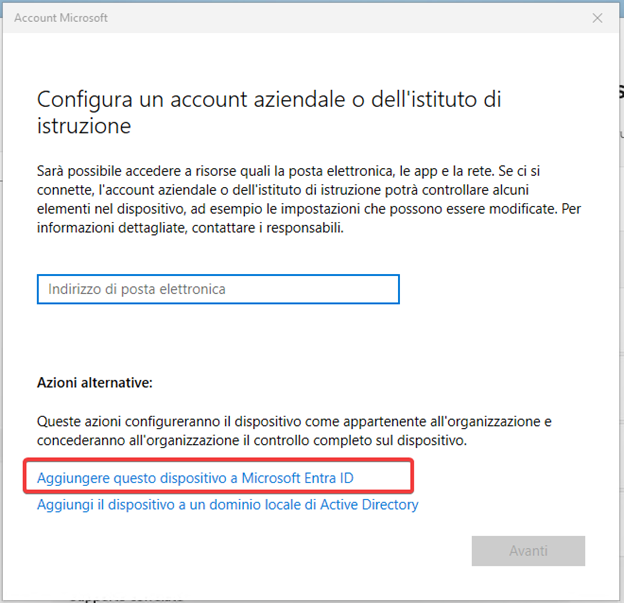 Account Microsoft
Configura un account aziendale o dell'istituto di
istruzione
Sarà possibile accedere a risorse quali la posta elettronica, le app e la rete. Se ci si
connette, l'account aziendale o dell'istituto di istruzione potrà controllare alcuni
elementi nel dispositivo, ad esempio le impostazioni che possono essere modificate. Per
informazioni dettagliate, contattare i responsabili.
Indirizzo di posta elettronica
Azioni alternative:
Queste azioni configureranno il dispositivo come appartenente all'organizzazione e
concederanno all'organizzazione il controllo completo sul dispositivo.
Aggiungere questo dispositivo a Microsoft Entra ID
Aggiungi il dispositivo a un dominio locale di Active Directory
Avanti